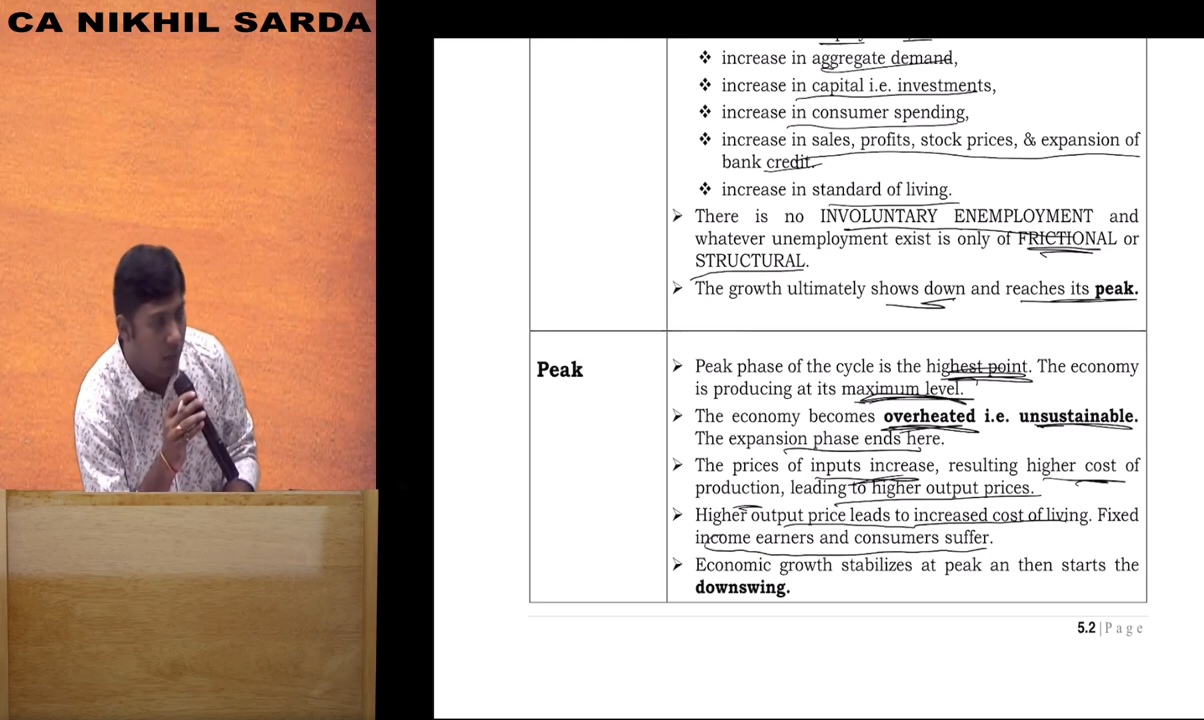 CA NIKHIL SARDA
❖ increase in aggregate demand,
❖ increase in capital i.e. investments,
❖ increase in consumer spending,
❖ increase in sales, profits, stock prices, & expansion of
bank credit.
❖ increase in standard of living.
➢ There is no INVOLUNTARY ENEMPLOYMENT and
whatever unemployment exist is only of FRICTIONAL or
STRUCTURAL.
➢ The growth ultimately shows down and reaches its peak.
Peak
➢ Peak phase of the cycle is the highest point. The economy
is producing at its maximum level.
➢ The economy becomes overheated i.e. unsustainable.
The expansion phase ends here.
➢ The prices of inputs increase, resulting higher cost of
production, leading to higher output prices.
➢ Higher output price leads to increased cost of living. Fixed
income earners and consumers suffer.
➢ Economic growth stabilizes at peak an then starts the
downswing.
5.2 | Page